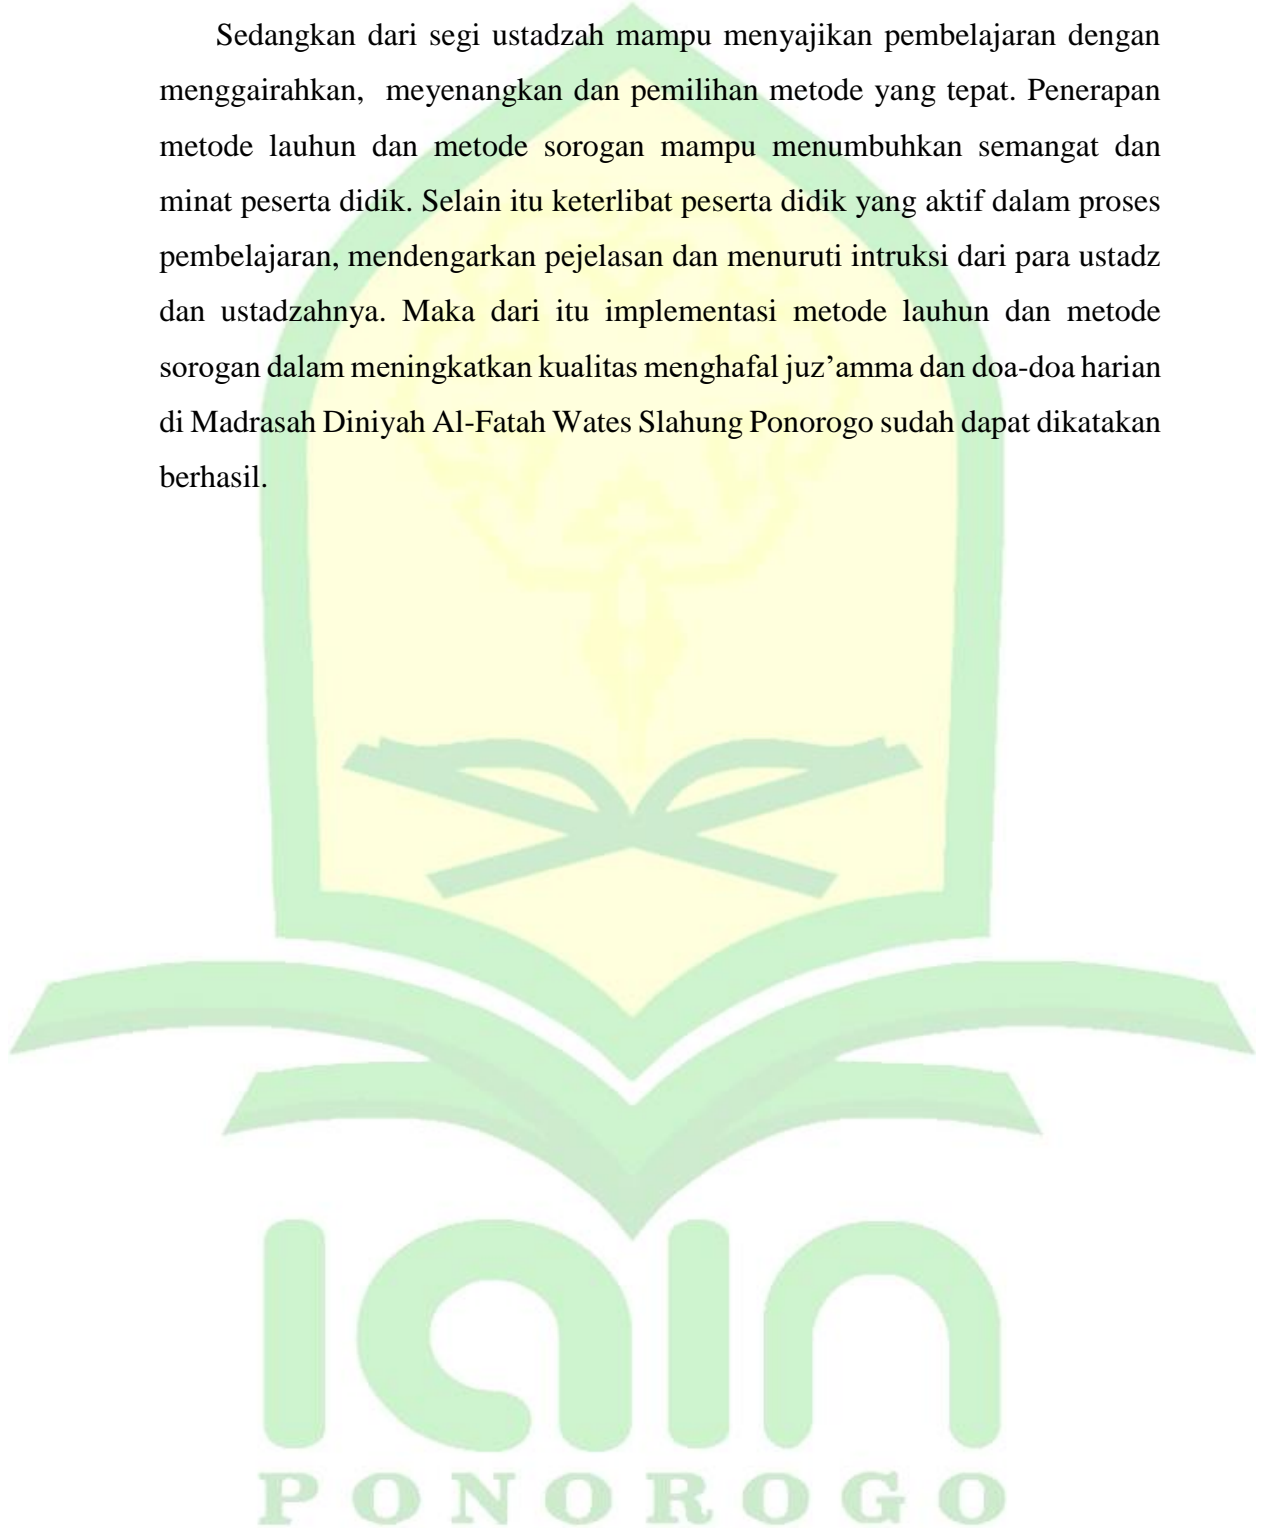 Sedangkan dari segi ustadzah mampu menyajikan pembelajaran dengan
menggairahkan, meyenangkan dan pemilihan metode yang tepat. Penerapan
metode lauhun dan metode sorogan mampu menumbuhkan semangat dan
minat peserta didik. Selain itu keterlibat peserta didik yang aktif dalam proses
pembelajaran, mendengarkan pejelasan dan menuruti intruksi dari para ustadz
dan ustadzahnya. Maka dari itu implementasi metode lauhun dan metode
sorogan dalam meningkatkan kualitas menghafal juz’amma dan doa-doa harian
di Madrasah Diniyah Al-Fatah Wates Slahung Ponorogo sudah dapat dikatakan
berhasil.
iain
PONOROGO